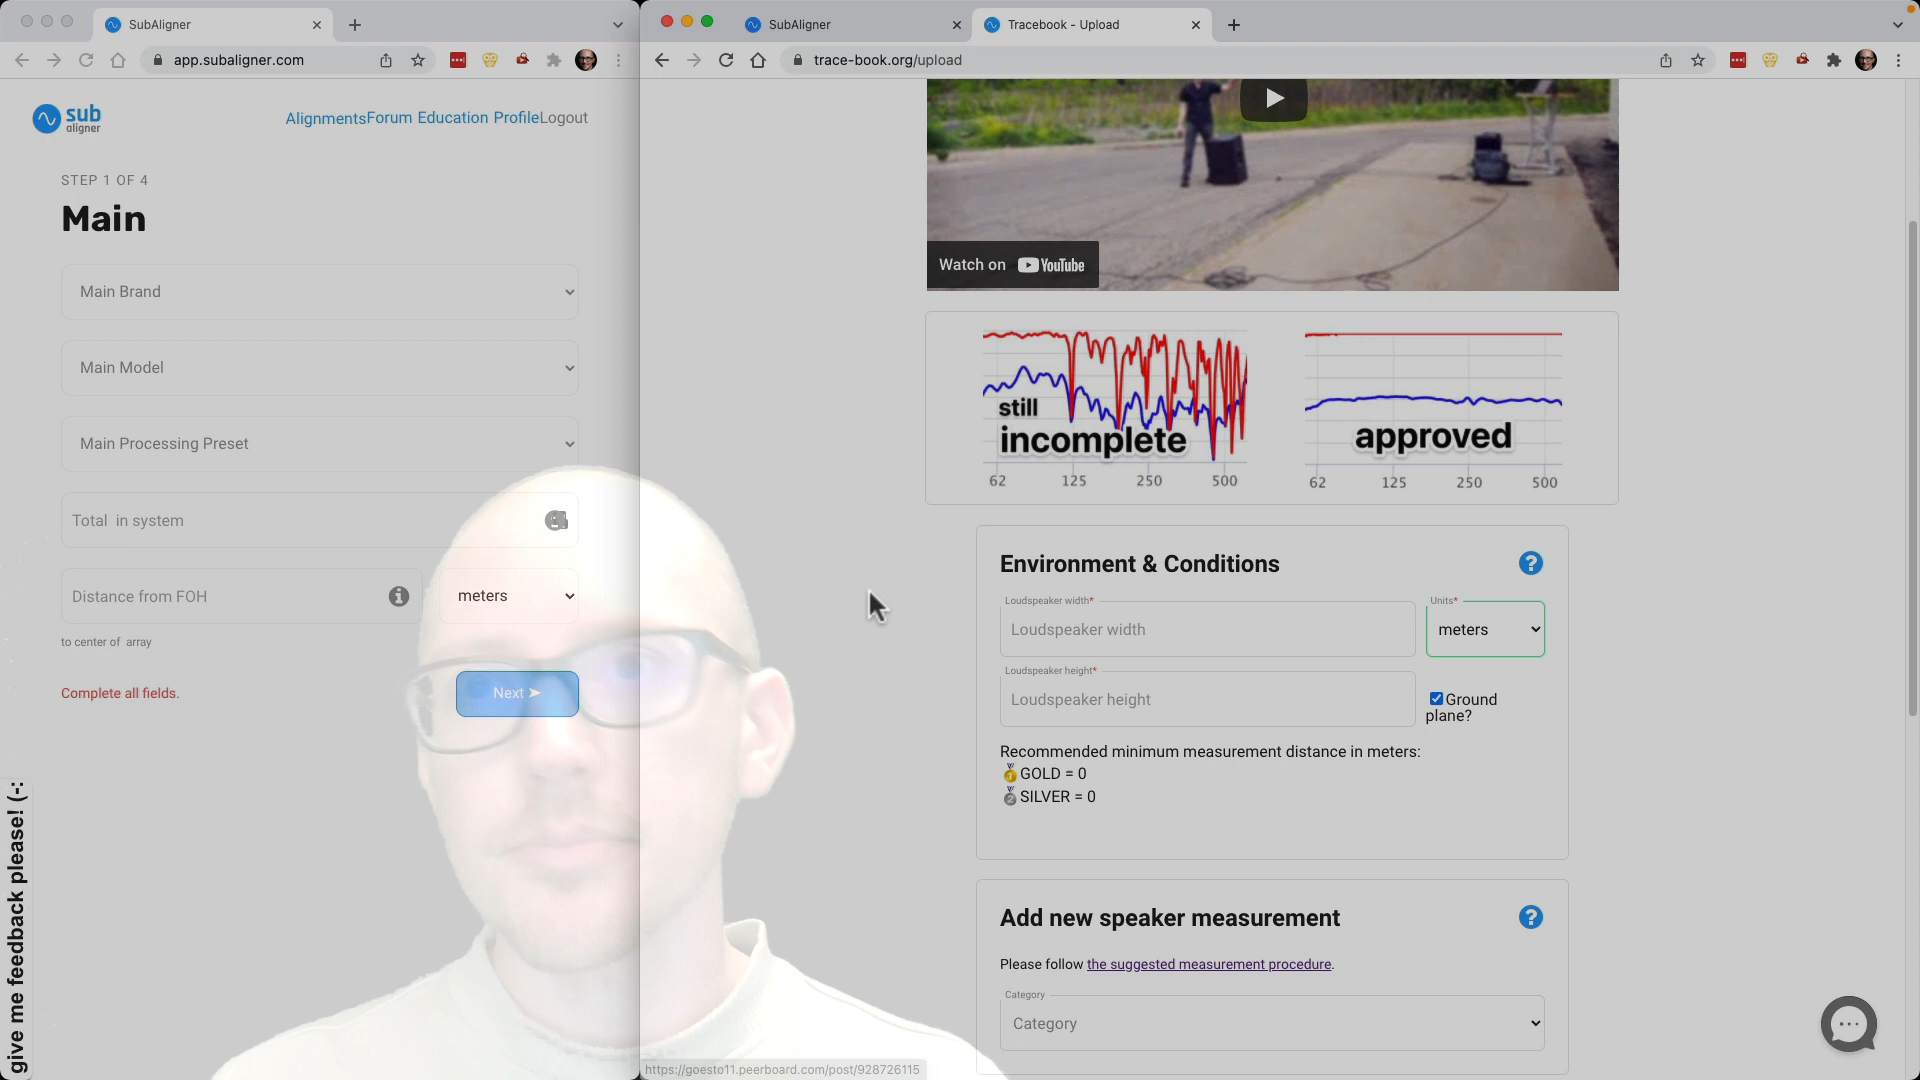 SubAligner
app.subaligner.com
sub
aligner
Alignments Forum Education Profile Logout
STEP 1 OF 4
Main
Main Brand
Main Model
Main Processing Preset
Total in system
Distance from FOH
meters
to center of array
Complete all fields.
Next ➤
give me feedback please! (-:
SubAligner
Tracebook - Upload
trace-book.org/upload
Watch on YouTube
still
incomplete
62 125 250 500
approved
62 125 250 500
Environment & Conditions
?
Loudspeaker width*
Loudspeaker width
Units*
meters
Loudspeaker height*
Loudspeaker height
Ground
plane?
Recommended minimum measurement distance in meters:
🥇GOLD = 0
🥈SILVER = 0
Add new speaker measurement
?
Please follow the suggested measurement procedure.
Category
Category
https://goesto11.peerboard.com/post/928726115